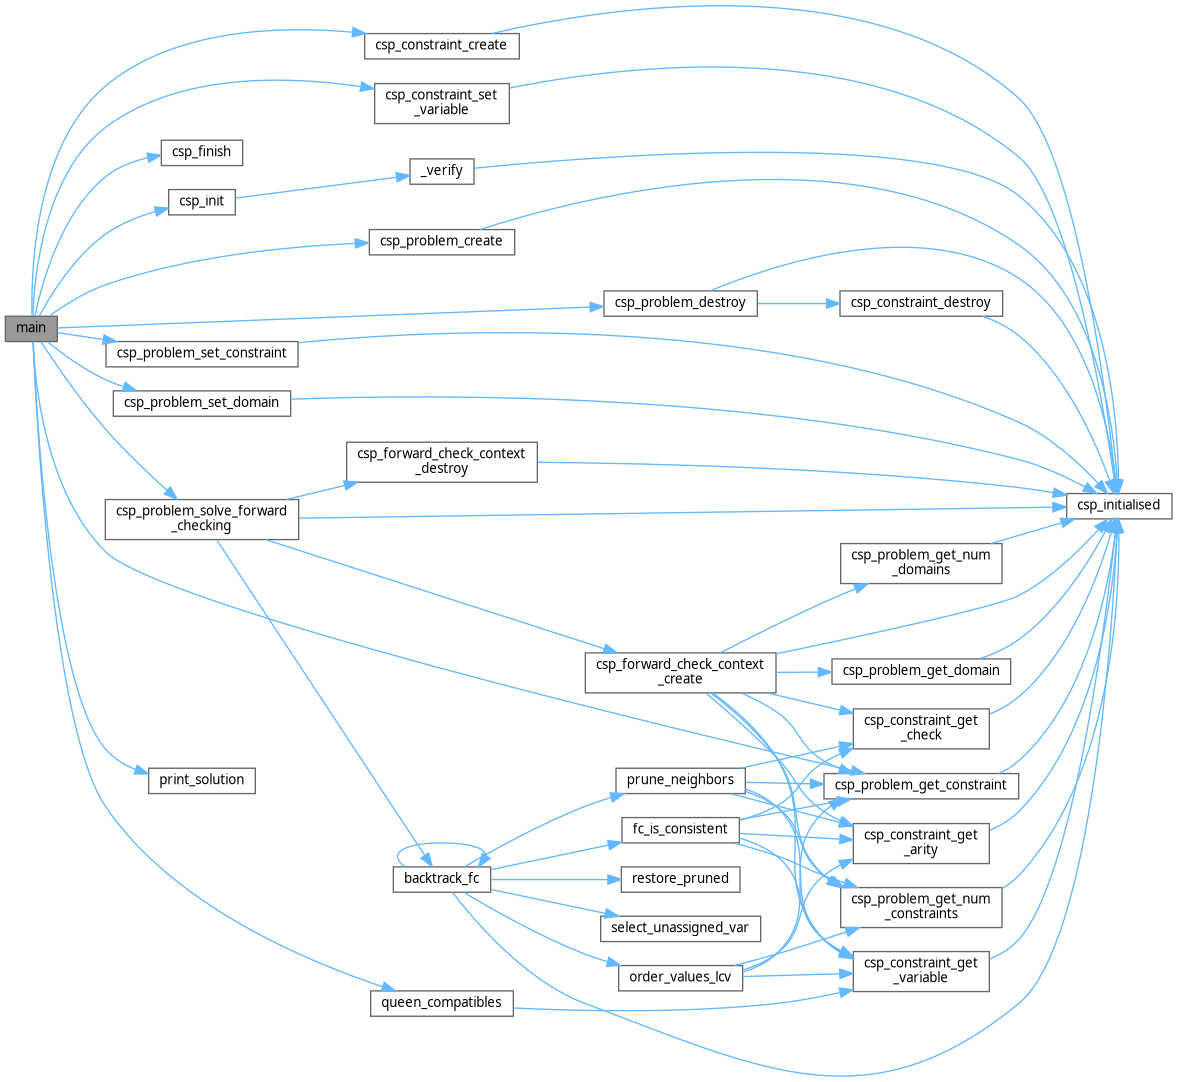 csp_constraint_create
csp_constraint_set
_variable
csp_finish
_verify
csp_init
csp_problem_create
csp_problem_destroy
csp_constraint_destroy
main
csp_problem_set_constraint
csp_problem_set_domain
csp_forward_check_context
_destroy
csp_problem_solve_forward
_checking
csp_initialised
csp_problem_get_num
_domains
csp_forward_check_context
_create
csp_problem_get_domain
csp_constraint_get
_check
print_solution
prune_neighbors
csp_problem_get_constraint
fc_is_consistent
csp_constraint_get
_arity
backtrack_fc
restore_pruned
csp_problem_get_num
_constraints
select_unassigned_var
order_values_lcv
csp_constraint_get
_variable
queen_compatibles